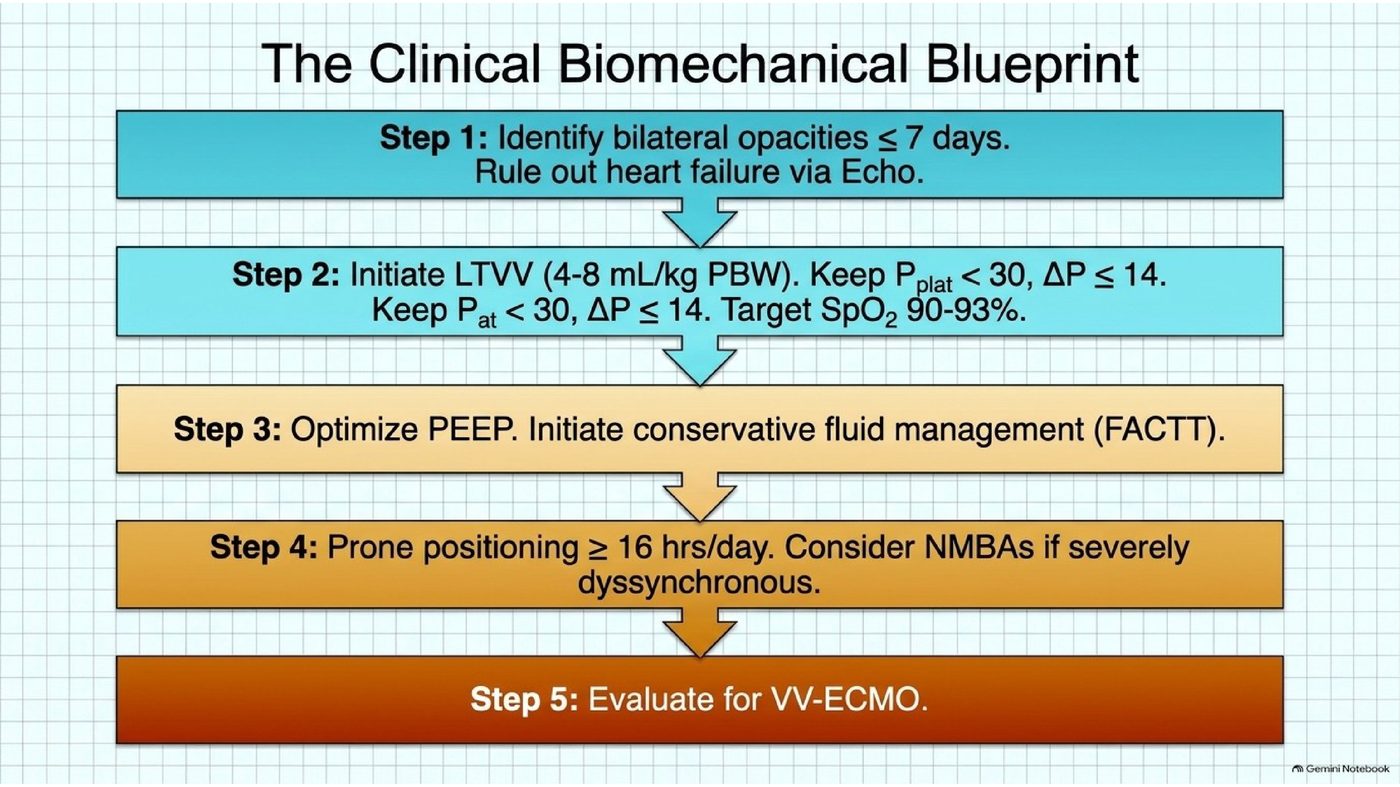 The Clinical Biomechanical Blueprint
Step 1: Identify bilateral opacities ≤ 7 days.
Rule out heart failure via Echo.
Step 2: Initiate LTVV (4-8 mL/kg PBW). Keep Pplat < 30, ΔP ≤ 14.
Keep Pat < 30, ΔP ≤ 14. Target SpO2 90-93%.
Step 3: Optimize PEEP. Initiate conservative fluid management (FACTT).
Step 4: Prone positioning ≥ 16 hrs/day. Consider NMBAs if severely
dyssynchronous.
Step 5: Evaluate for VV-ECMO.
Gemini Notebook